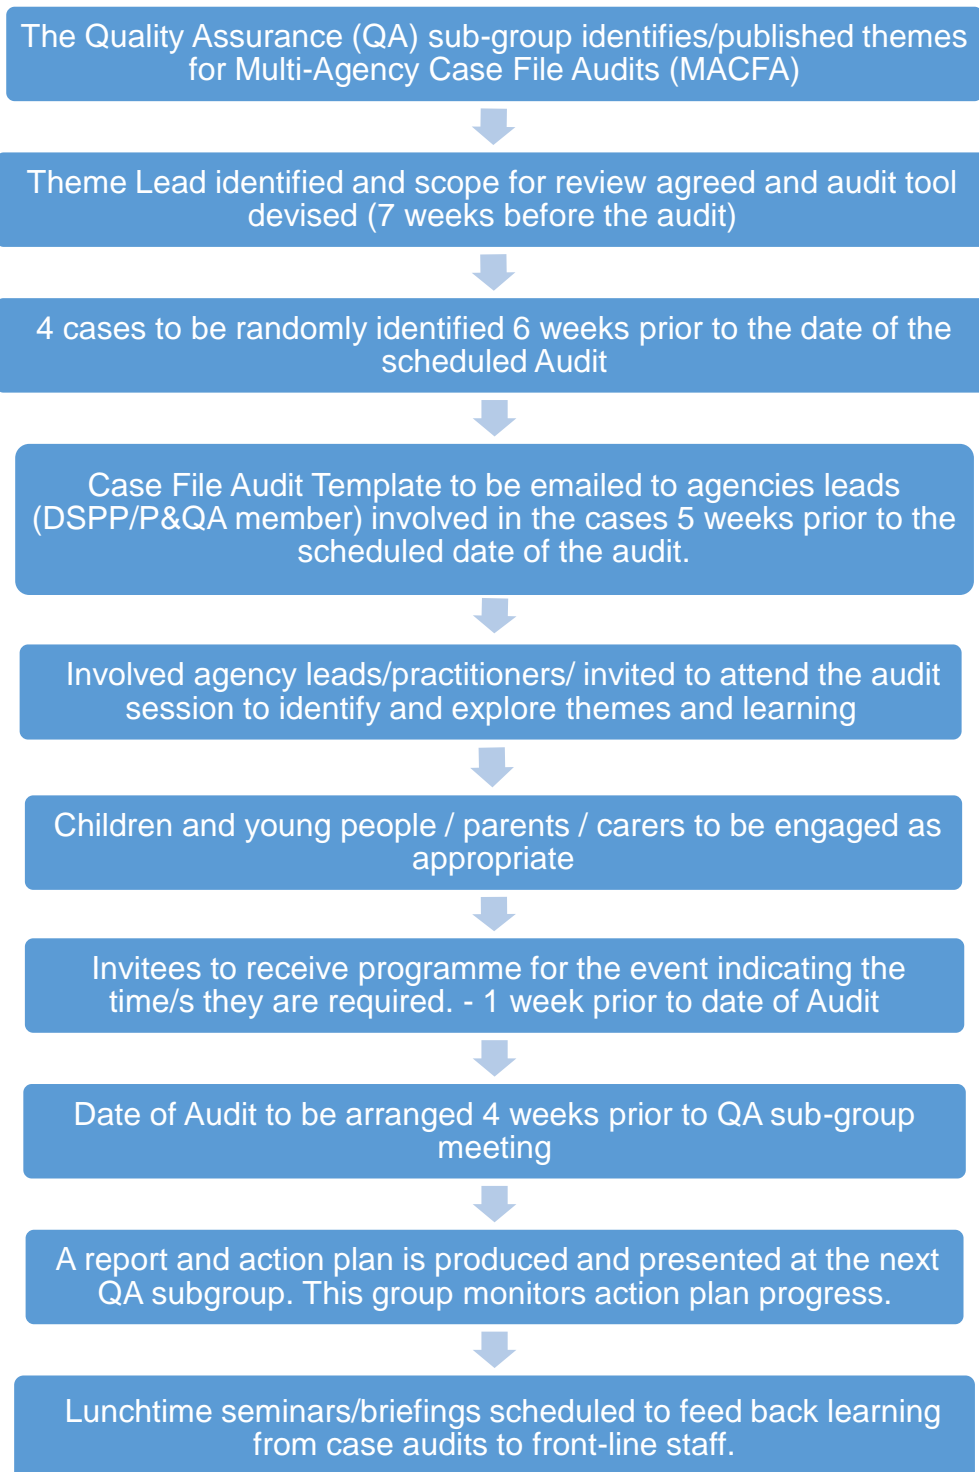 The Quality Assurance (QA) sub-group identifies/published themes
for Multi-Agency Case File Audits (MACFA)
Theme Lead identified and scope for review agreed and audit tool
devised (7 weeks before the audit)
4 cases to be randomly identified 6 weeks prior to the date of the
scheduled Audit
Case File Audit Template to be emailed to agencies leads
(DSPP/P&QA member) involved in the cases 5 weeks prior to the
scheduled date of the audit.
Involved agency leads/practitioners/ invited to attend the audit
session to identify and explore themes and learning
Children and young people / parents / carers to be engaged as
appropriate
Invitees to receive programme for the event indicating the
time/s they are required. - 1 week prior to date of Audit
Date of Audit to be arranged 4 weeks prior to QA sub-group
meeting
A report and action plan is produced and presented at the next
QA subgroup. This group monitors action plan progress.
Lunchtime seminars/briefings scheduled to feed back learning
from case audits to front-line staff.